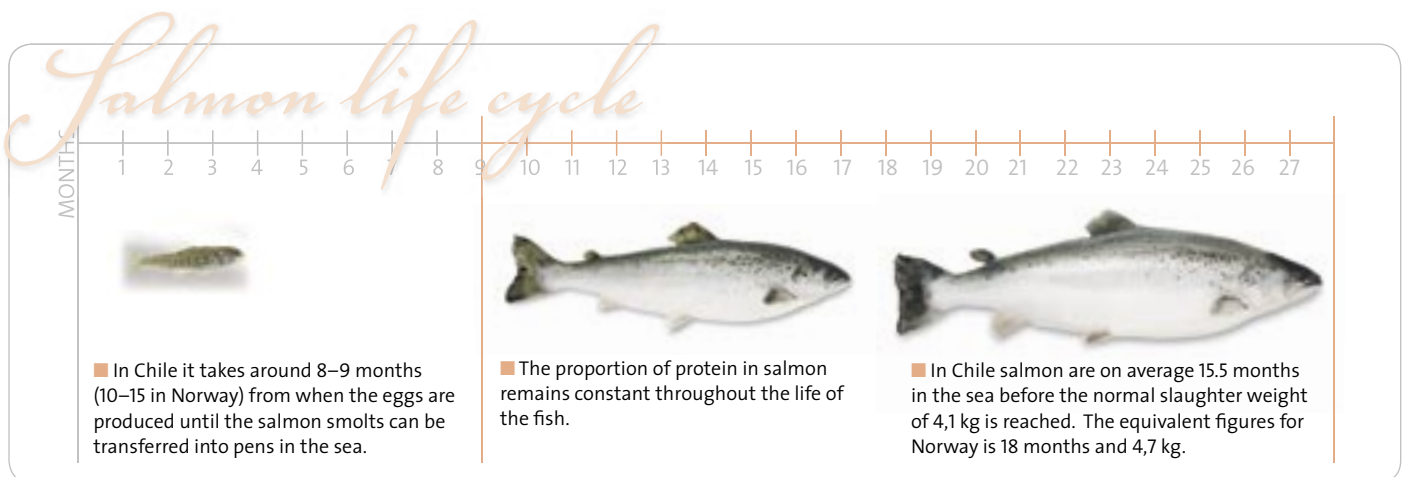 Salmon life cycle
MONTHS
1 2 3 4 5 6 7 8 9 10 11 12 13 14 15 16 17 18 19 20 21 22 23 24 25 26 27
In Chile it takes around 8–9 months
(10–15 in Norway) from when the eggs are
produced until the salmon smolts can be
transferred into pens in the sea.
The proportion of protein in salmon
remains constant throughout the life of
the fish.
In Chile salmon are on average 15.5 months
in the sea before the normal slaughter weight
of 4,1 kg is reached. The equivalent figures for
Norway is 18 months and 4,7 kg.